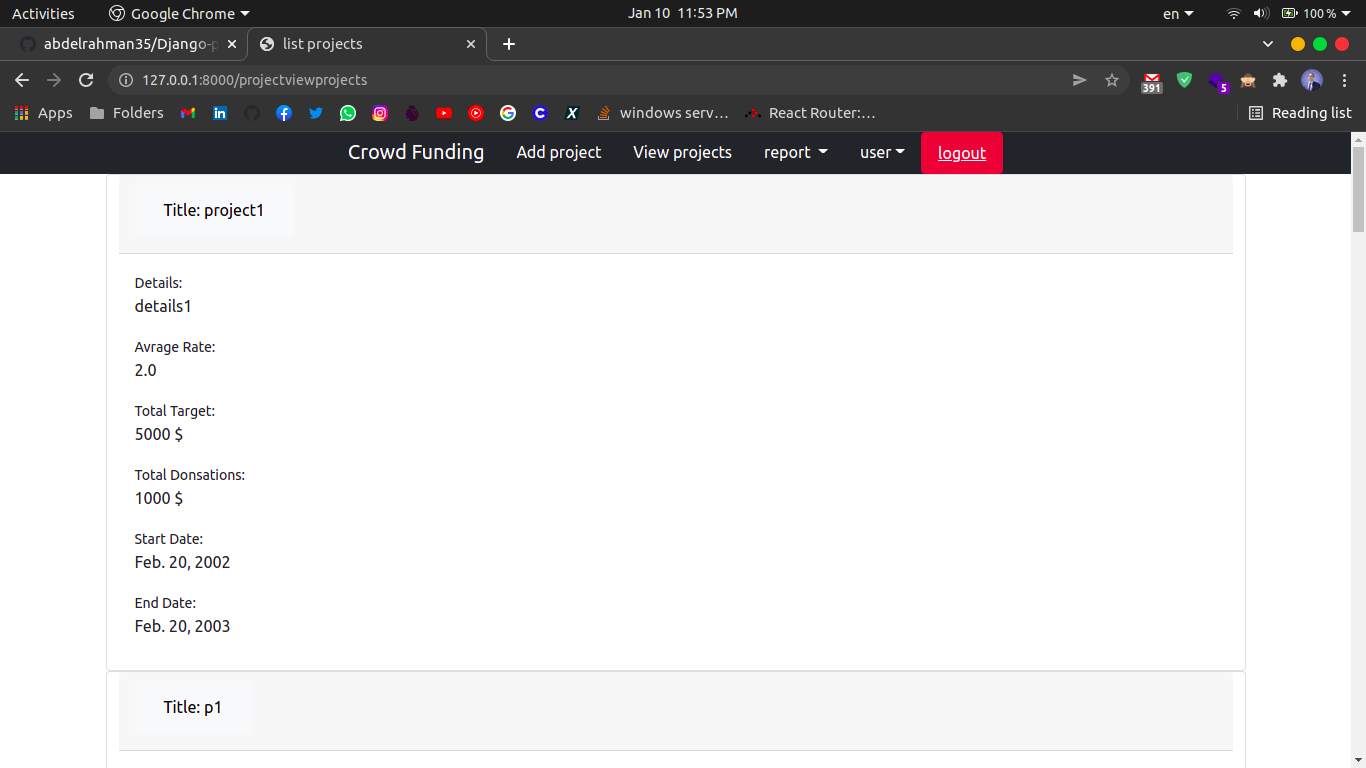 Activities Google Chrome Jan 10 11:53 PM en 100 %
abdelrahman35/Django-p list projects
127.0.0.1:8000/projectviewprojects 391 5
Apps Folders windows serv... React Router:... Reading list
Crowd Funding Add project View projects report user logout
Title: project1
Details:
details1
Avrage Rate:
2.0
Total Target:
5000 $
Total Donsations:
1000 $
Start Date:
Feb. 20, 2002
End Date:
Feb. 20, 2003
Title: p1